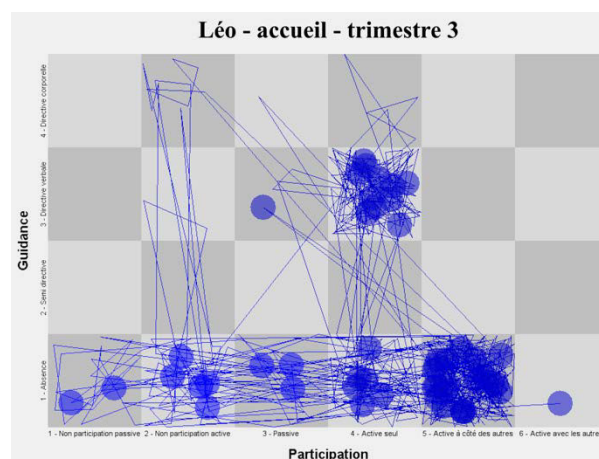 Léo - accueil - trimestre 3
Guidance
4 - Directive corporelle
3 - Directive verbale
2 - Semi directive
1 - Absence
1 - Non participation passive
2 - Non participation active
3 - Passive
4 - Active seul
5 - Active à côté des autres
6 - Active avec les autre
Participation